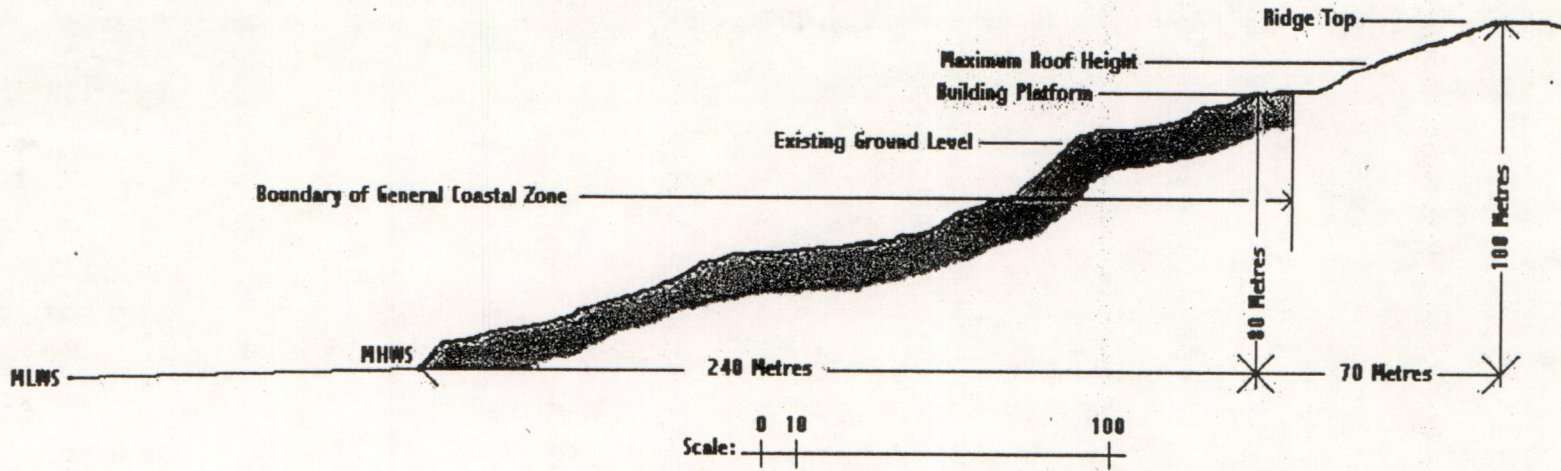 Ridge Top
Maximum Roof Height
Building Platform
Existing Ground Level
Boundary of General Coastal Zone
100 Metres
80 Metres
MHWS
MLWS
240 Metres
70 Metres
0 10 100
Scale: